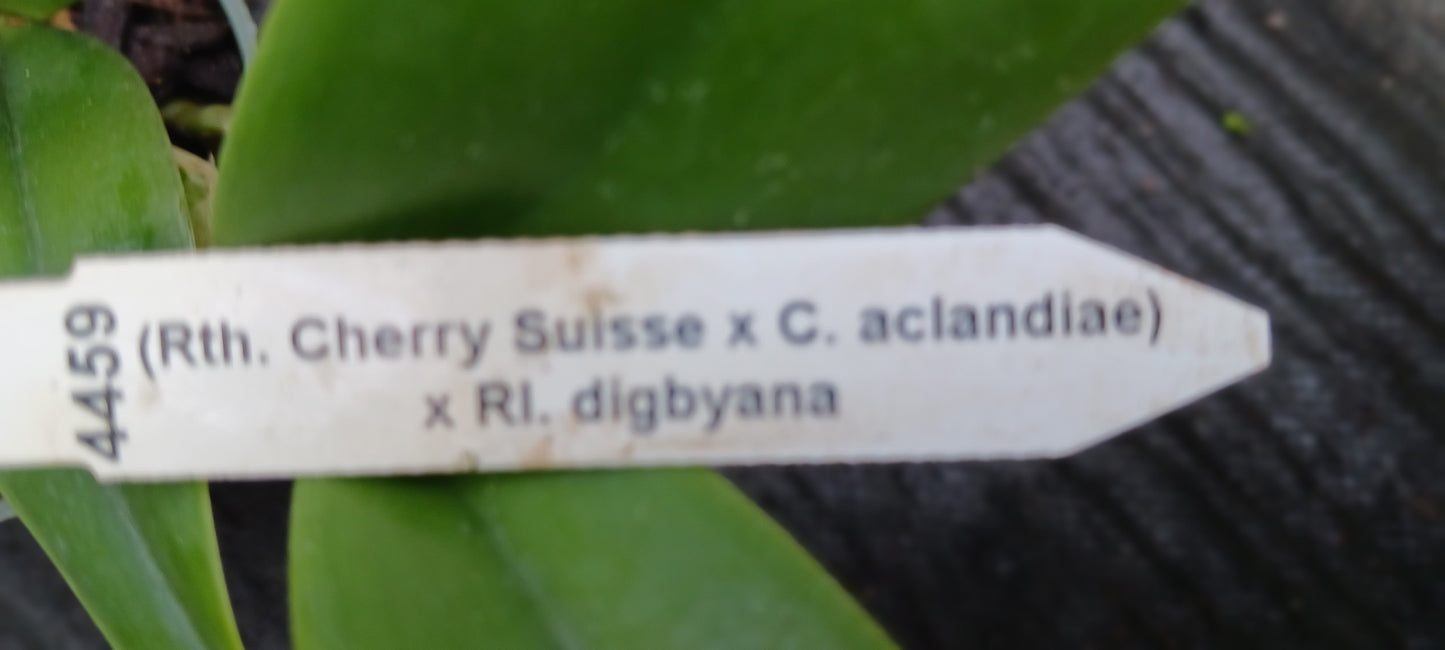 4459
(Rth. Cherry Suisse x C. aclandiae)
x Rl. digbyana